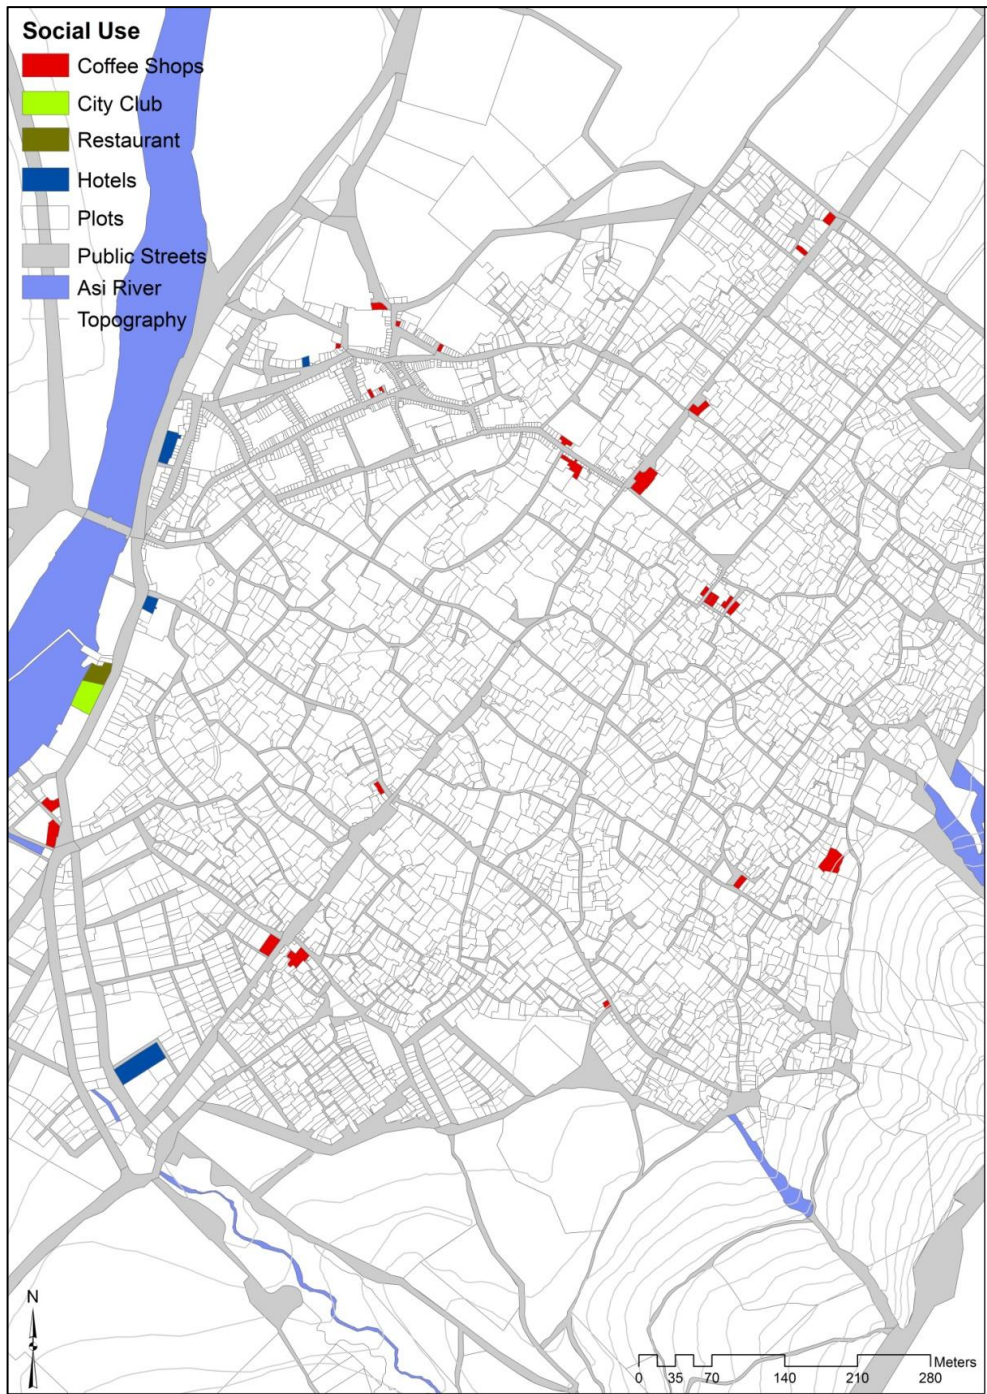 Social Use
Coffee Shops
City Club
Restaurant
Hotels
Plots
Public Streets
Asi River
Topography
N
Meters
0 35 70 140 210 280